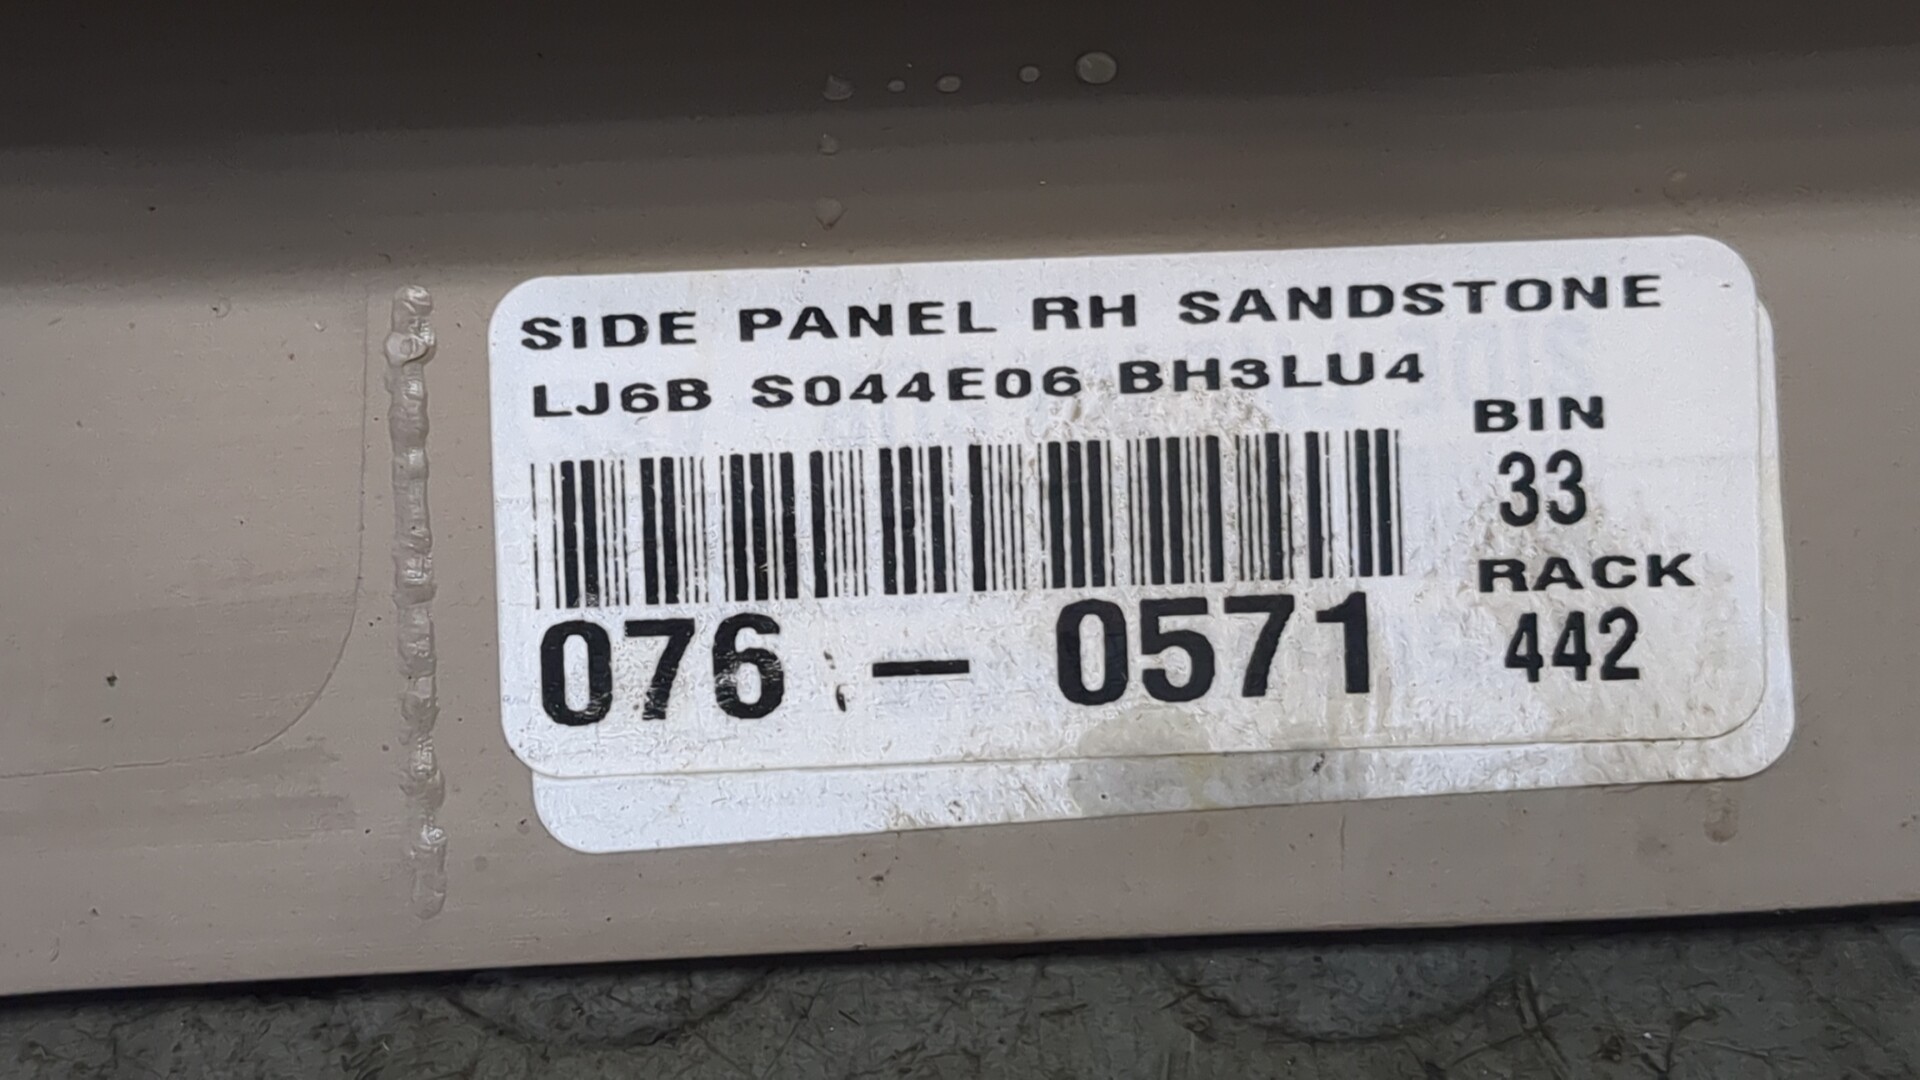 SIDE PANEL RH SANDSTONE
LJ6B S044E06 BH3LU4
BIN
33
RACK
442
076 - 0571